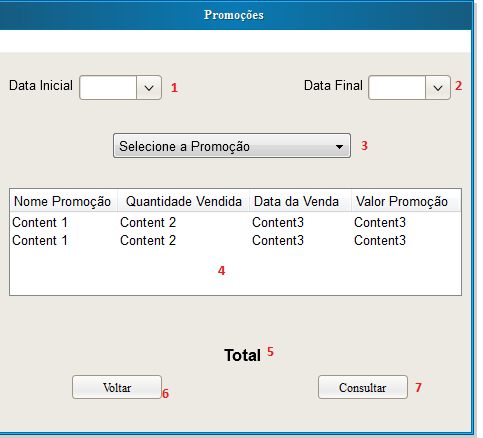 Promoções
Data Inicial 1 Data Final 2
Selecione a Promoção 3
Nome Promoção Quantidade Vendida Data da Venda Valor Promoção
Content 1 Content 2 Content3 Content3
Content 1 Content 2 Content3 Content3
4
Total 5
Voltar 6 Consultar 7